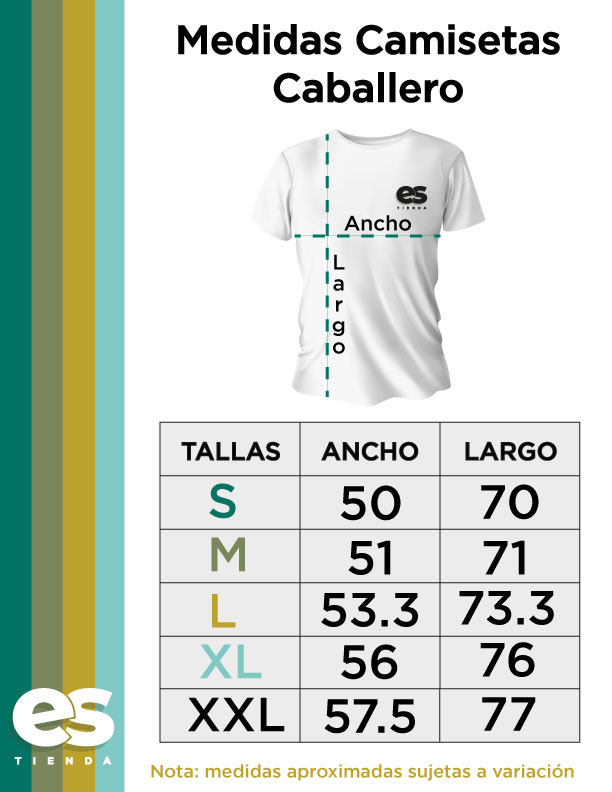 Medidas Camisetas
Caballero
es
TIENDA
Ancho
Largo
TALLAS ANCHO LARGO
S 50 70
M 51 71
L 53.3 73.3
XL 56 76
XXL 57.5 77
es
TIENDA
Nota: medidas aproximadas sujetas a variación